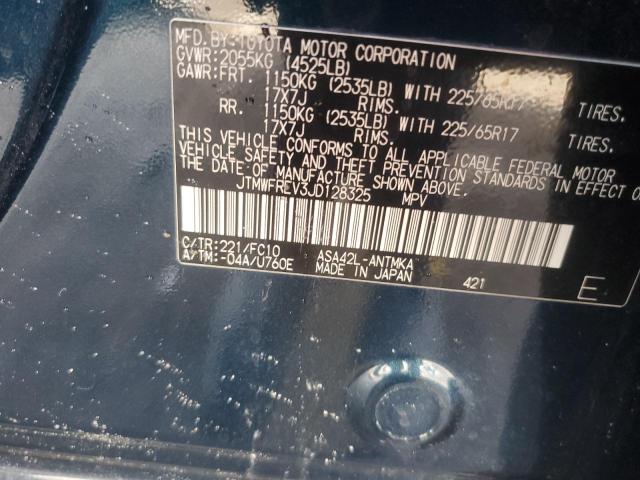 MFD. BY: TOYOTA MOTOR CORPORATION
GVWR: 2055KG (4525LB)
GAWR: FRT. 1150KG (2535LB) WITH 225/65R17 TIRES.
17X7J RIMS.
RR. 1150KG (2535LB) WITH 225/65R17 TIRES.
17X7J RIMS.
THIS VEHICLE CONFORMS TO ALL APPLICABLE FEDERAL MOTOR
VEHICLE SAFETY AND THEFT PREVENTION STANDARDS IN EFFECT ON
THE DATE OF MANUFACTURE SHOWN ABOVE.
JTMWFREV3JD128325 MPV
C/TR: 221/FC10 ASA42L-ANTMKA
A/TM: -04A/U760E MADE IN JAPAN 421 E